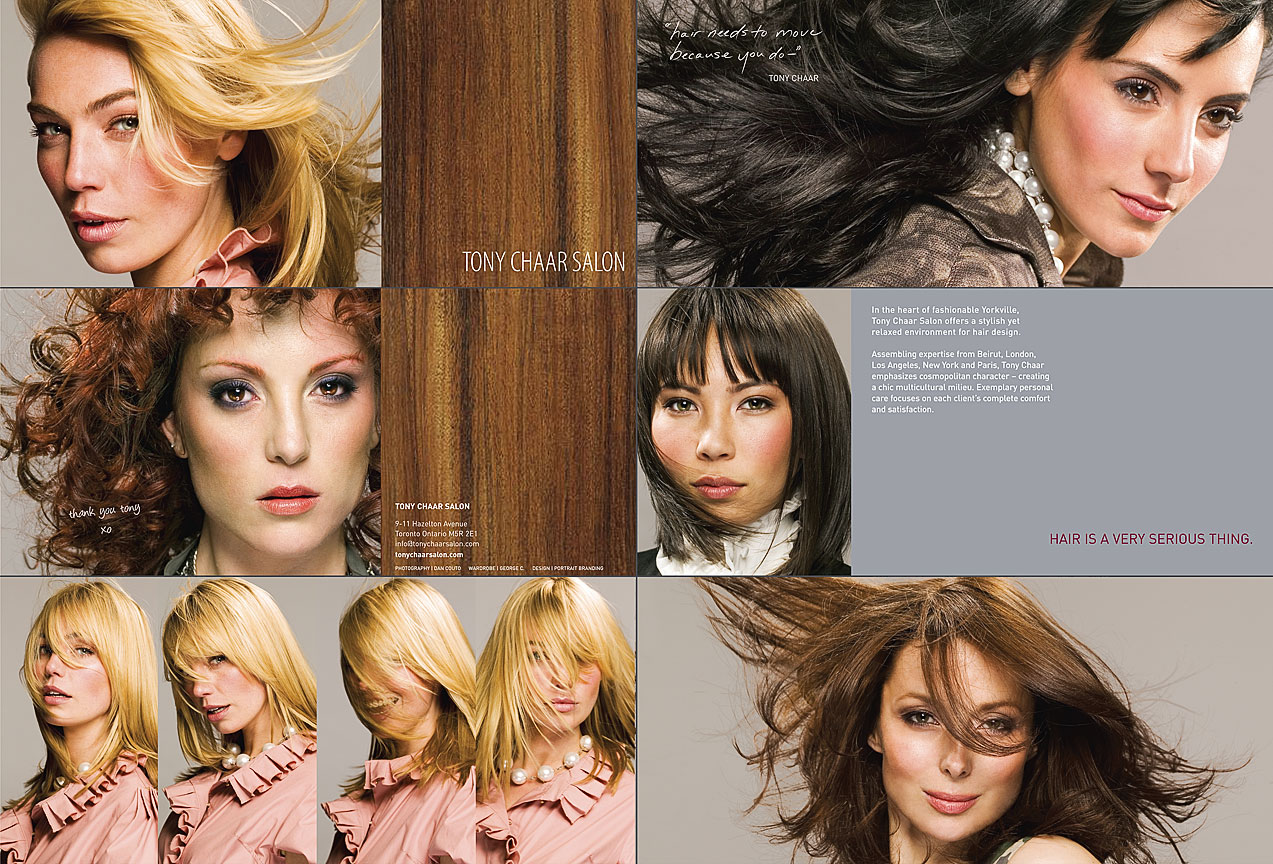 "hair needs to move
because you do—"
TONY CHAAR
TONY CHAAR SALON
In the heart of fashionable Yorkville,
Tony Chaar Salon offers a stylish yet
relaxed environment for hair design.
Assembling expertise from Beirut, London,
Los Angeles, New York and Paris, Tony Chaar
emphasizes cosmopolitan character – creating
a chic multicultural milieu. Exemplary personal
care focuses on each client's complete comfort
and satisfaction.
thank you tony
xo
TONY CHAAR SALON
9-11 Hazelton Avenue
Toronto Ontario M5R 2E1
info@tonychaarsalon.com
tonychaarsalon.com
PHOTOGRAPHY | DAN COUTO WARDROBE | GEORGE C. DESIGN | PORTRAIT BRANDING
HAIR IS A VERY SERIOUS THING.